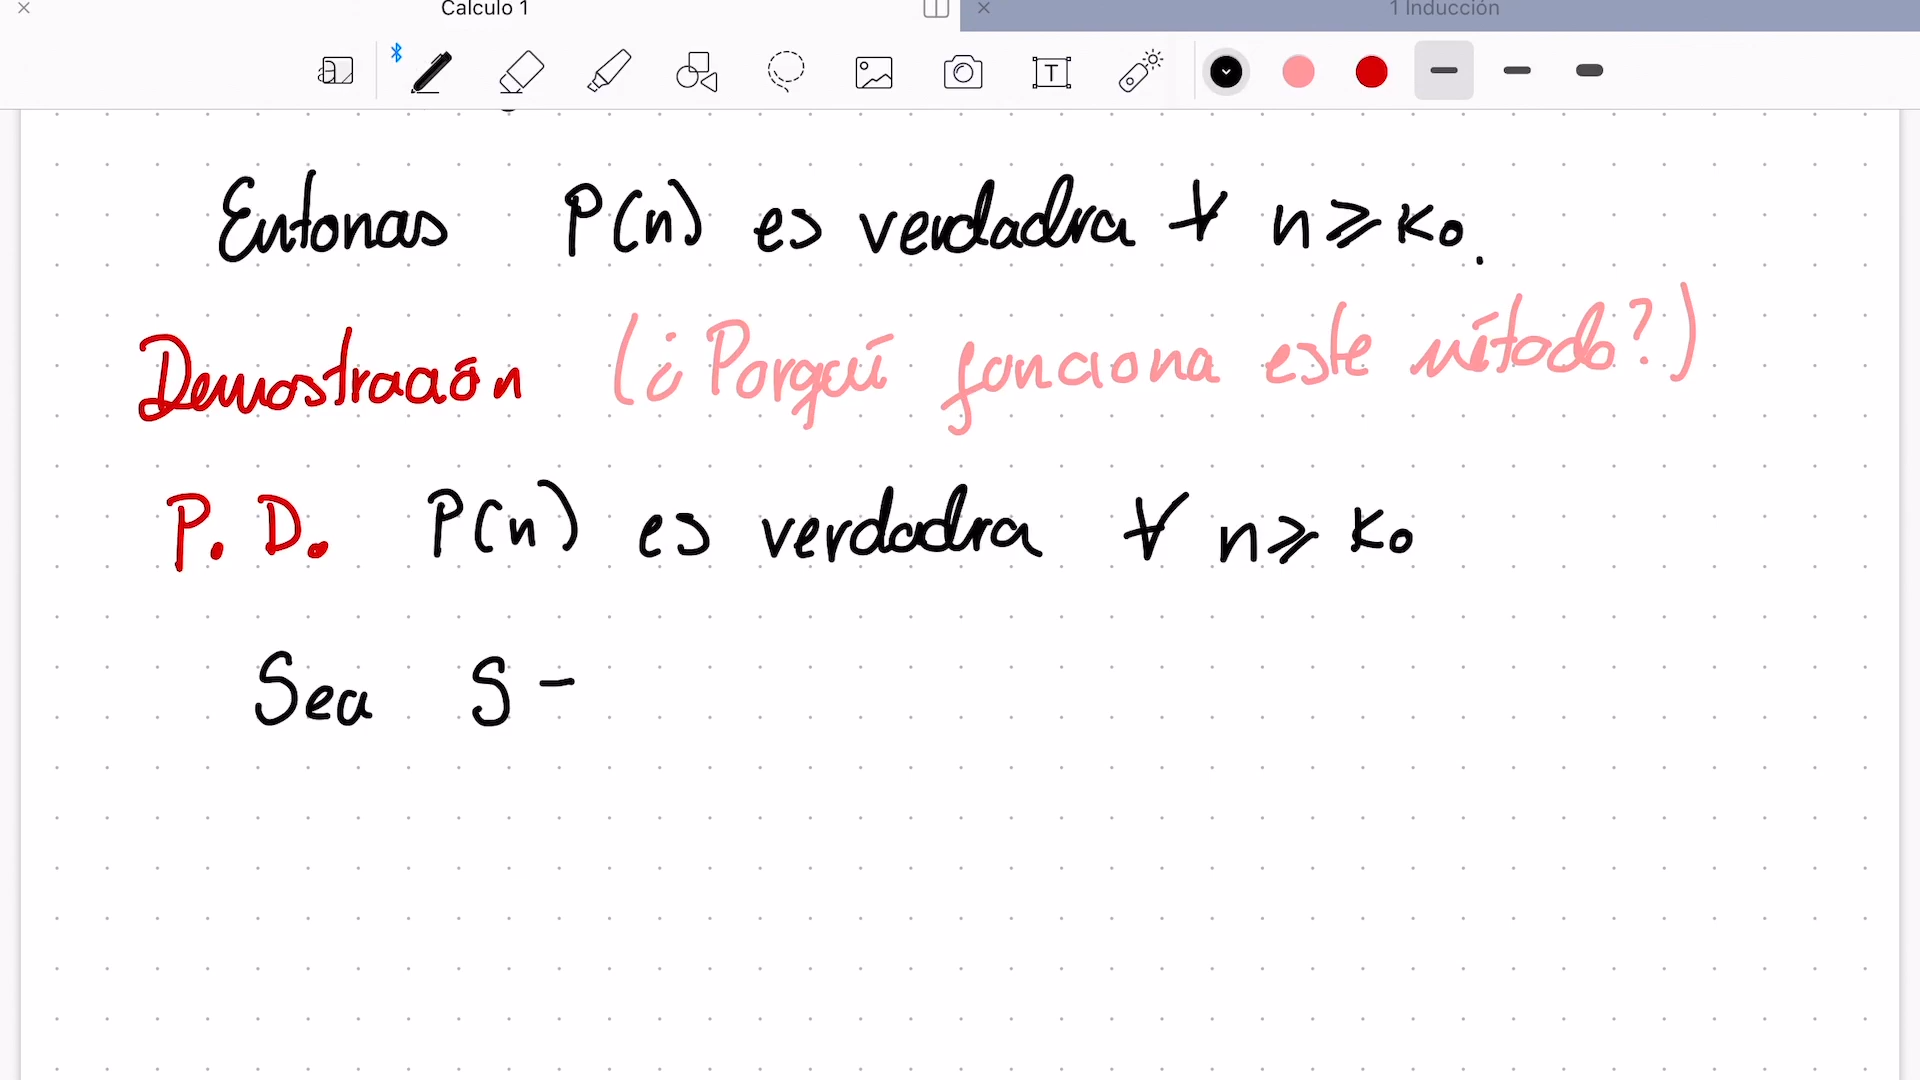 Calculo 1
1 Inducción
Entonces P(n) es verdadera ∀ n ≥ k₀.
Demostración (¿Porqué funciona este método?)
P. D. P(n) es verdadera ∀ n ≥ k₀
Sea S -